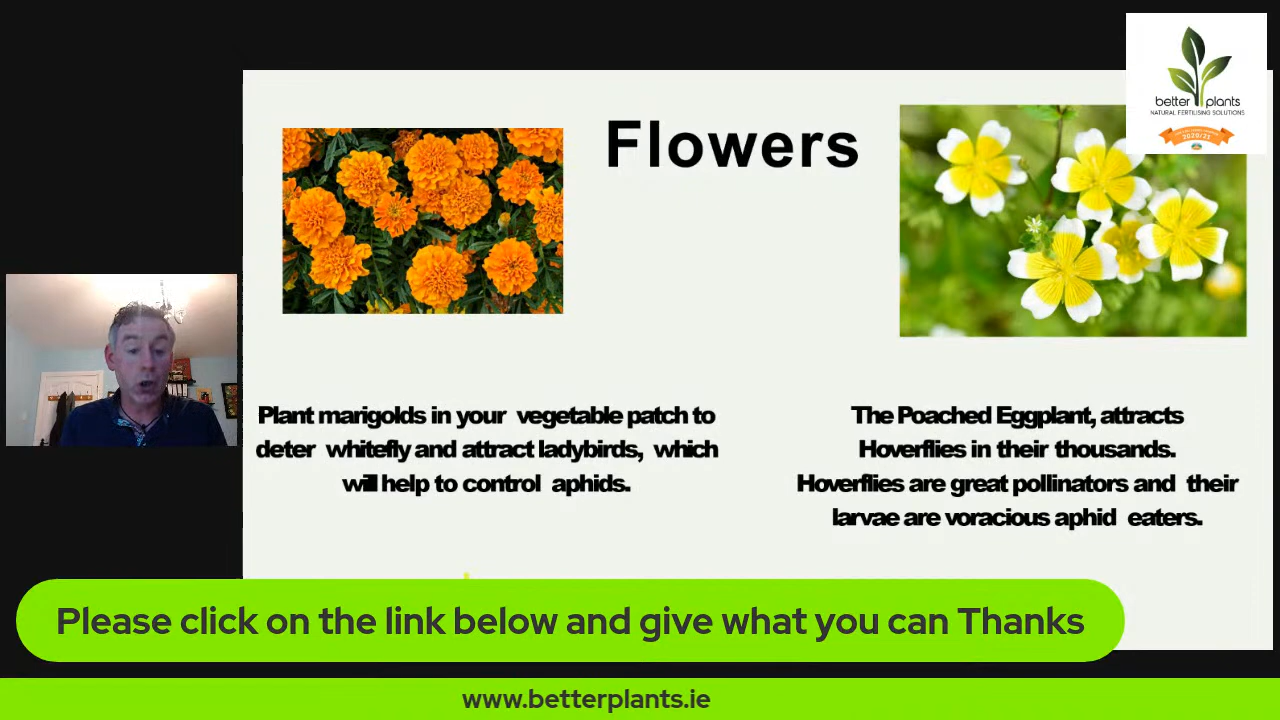 better plants
NATURAL FERTILISING SOLUTIONS
2020/21
Flowers
Plant marigolds in your vegetable patch to
deter whitefly and attract ladybirds, which
will help to control aphids.
The Poached Eggplant, attracts
Hoverflies in their thousands.
Hoverflies are great pollinators and their
larvae are voracious aphid eaters.
Please click on the link below and give what you can Thanks
www.betterplants.ie